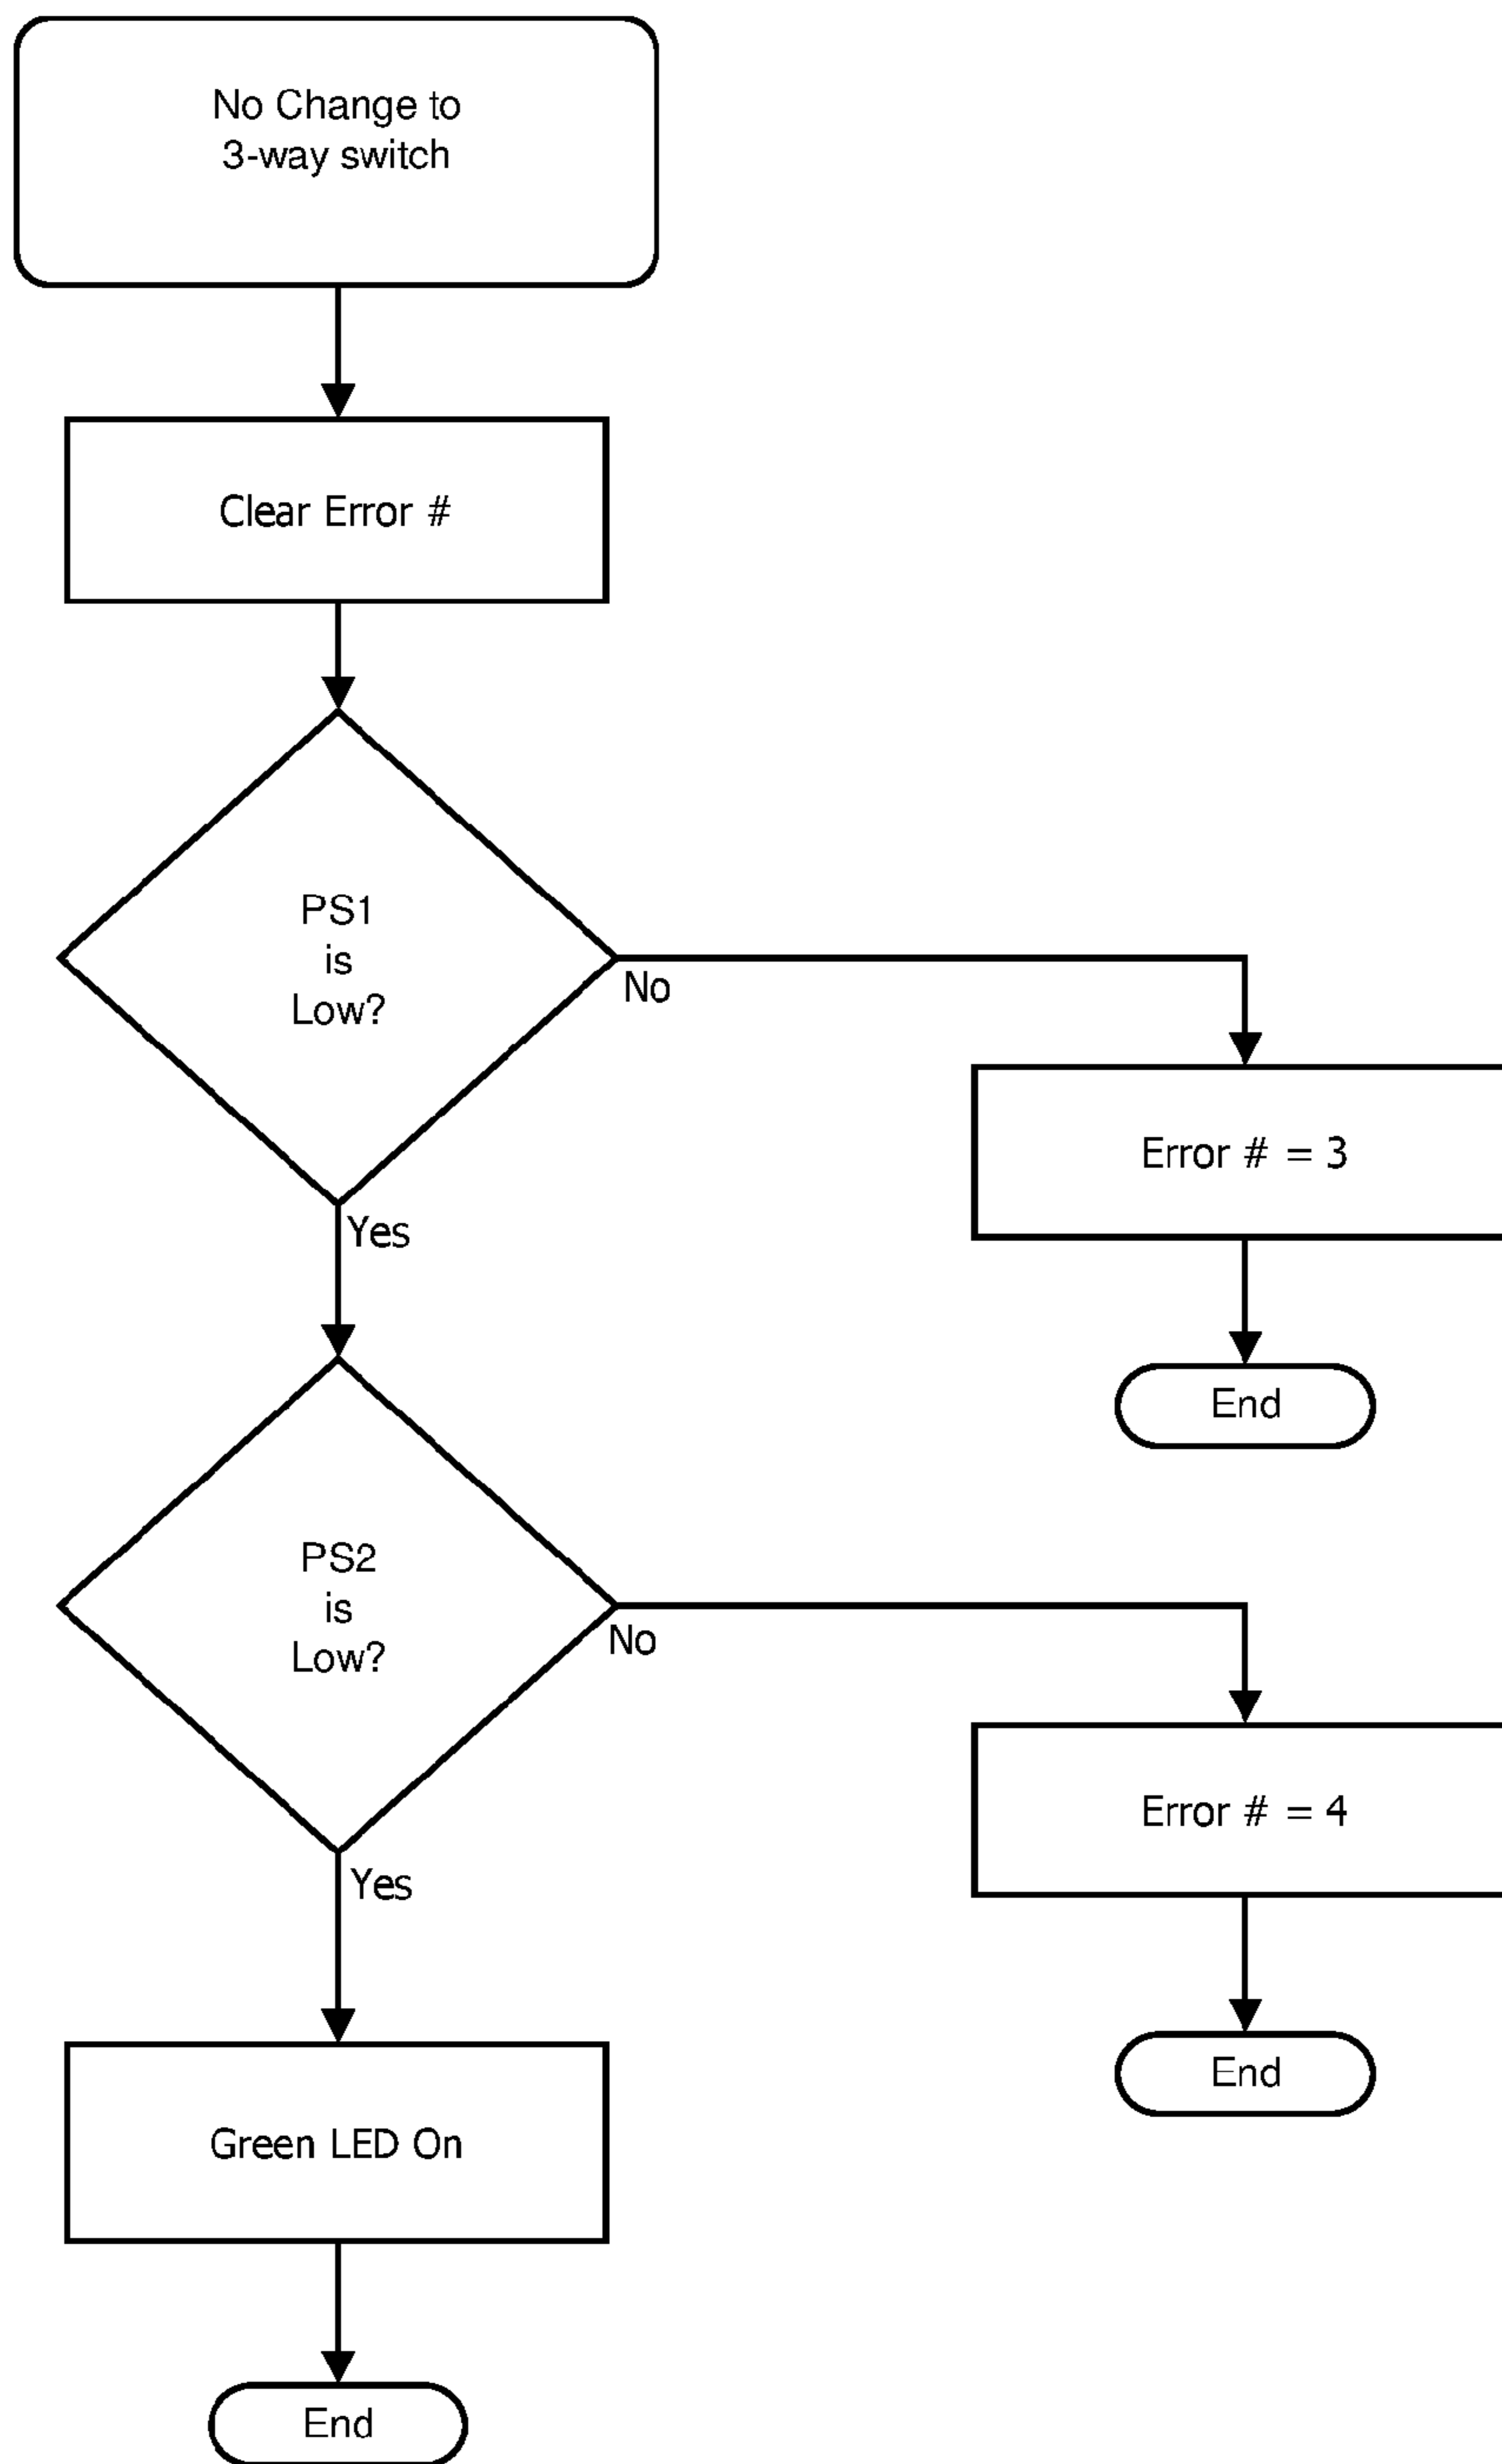 No Change to
3-way switch
Clear Error #
PS1
is
Low?
No
Yes
Error # = 3
End
PS2
is
Low?
No
Yes
Error # = 4
End
Green LED On
End